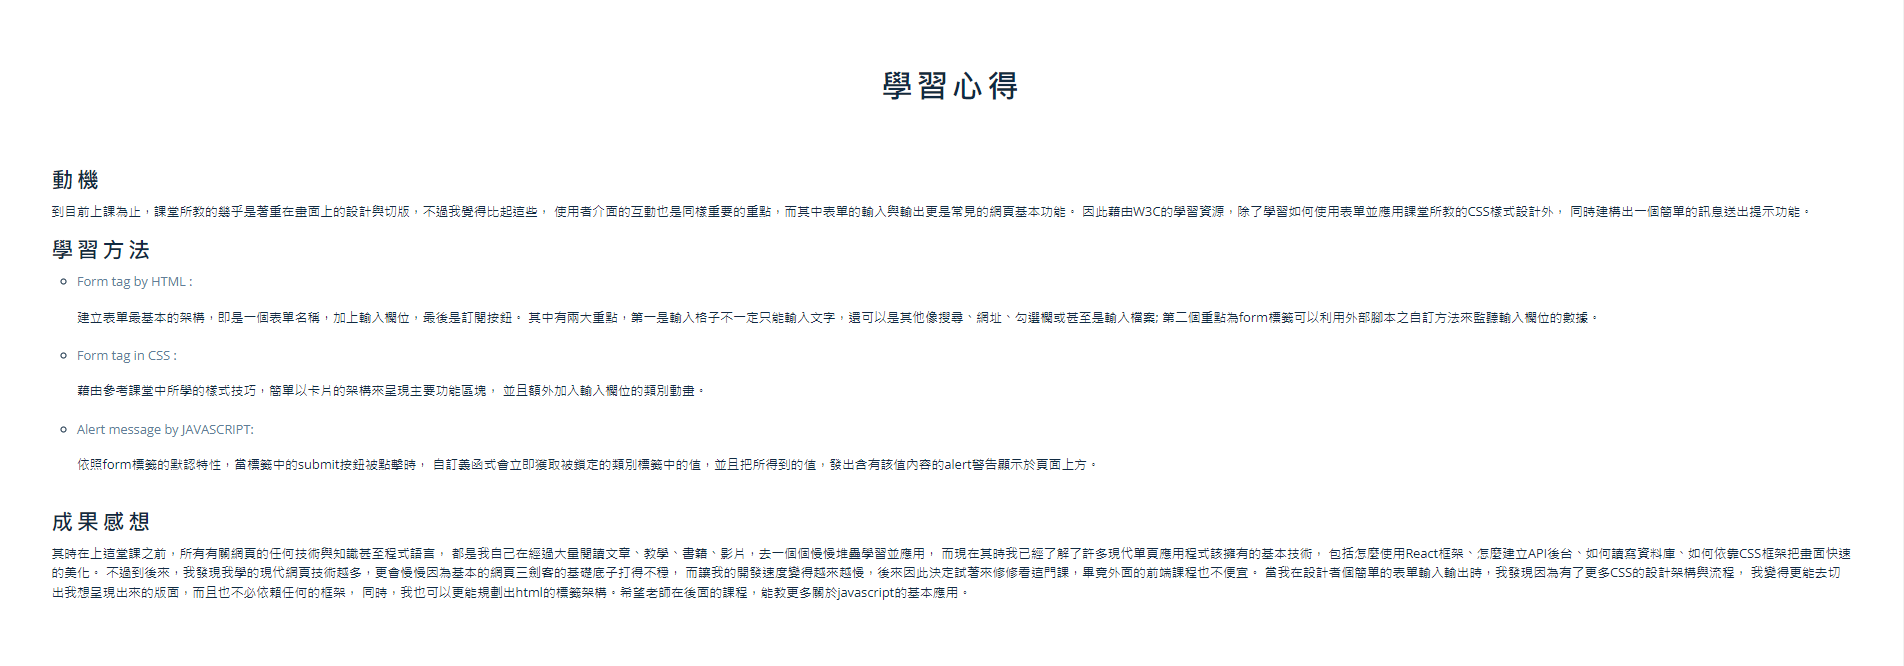 學習心得
動機
到目前上課為止，課堂所教的幾乎是著重在畫面上的設計與切版，不過我覺得比起這些， 使用者介面的互動也是同樣重要的重點，而其中表單的輸入與輸出更是常見的網頁基本功能。 因此藉由W3C的學習資源，除了學習如何使用表單並應用課堂所教的CSS樣式設計外， 同時建構出一個簡單的訊息送出提示功能。
學習方法
Form tag by HTML :
建立表單最基本的架構，即是一個表單名稱，加上輸入欄位，最後是訂閱按鈕。 其中有兩大重點，第一是輸入格子不一定只能輸入文字，還可以是其他像搜尋、網址、勾選欄或甚至是輸入檔案; 第二個重點為form標籤可以利用外部腳本之自訂方法來監聽輸入欄位的數據。
Form tag in CSS :
藉由參考課堂中所學的樣式技巧，簡單以卡片的架構來呈現主要功能區塊， 並且額外加入輸入欄位的類別動畫。
Alert message by JAVASCRIPT:
依照form標籤的默認特性，當標籤中的submit按鈕被點擊時， 自訂義函式會立即獲取被鎖定的類別標籤中的值，並且把所得到的值，發出含有該值內容的alert警告顯示於頁面上方。
成果感想
其時在上這堂課之前，所有有關網頁的任何技術與知識甚至程式語言， 都是我自己在經過大量閱讀文章、教學、書籍、影片，去一個個慢慢堆疊學習並應用， 而現在其時我已經了解了許多現代單頁應用程式該擁有的基本技術， 包括怎麼使用React框架、怎麼建立API後台、如何讀寫資料庫、如何依靠CSS框架把畫面快速
的美化。 不過到後來，我發現我學的現代網頁技術越多，更會慢慢因為基本的網頁三劍客的基礎底子打得不穩， 而讓我的開發速度變得越來越慢，後來因此決定試著來修修看這門課，畢竟外面的前端課程也不便宜。 當我在設計者個簡單的表單輸入輸出時，我發現因為有了更多CSS的設計架構與流程， 我變得更能去切
出我想呈現出來的版面，而且也不必依賴任何的框架， 同時，我也可以更能規劃出html的標籤架構。希望老師在後面的課程，能教更多關於javascript的基本應用。